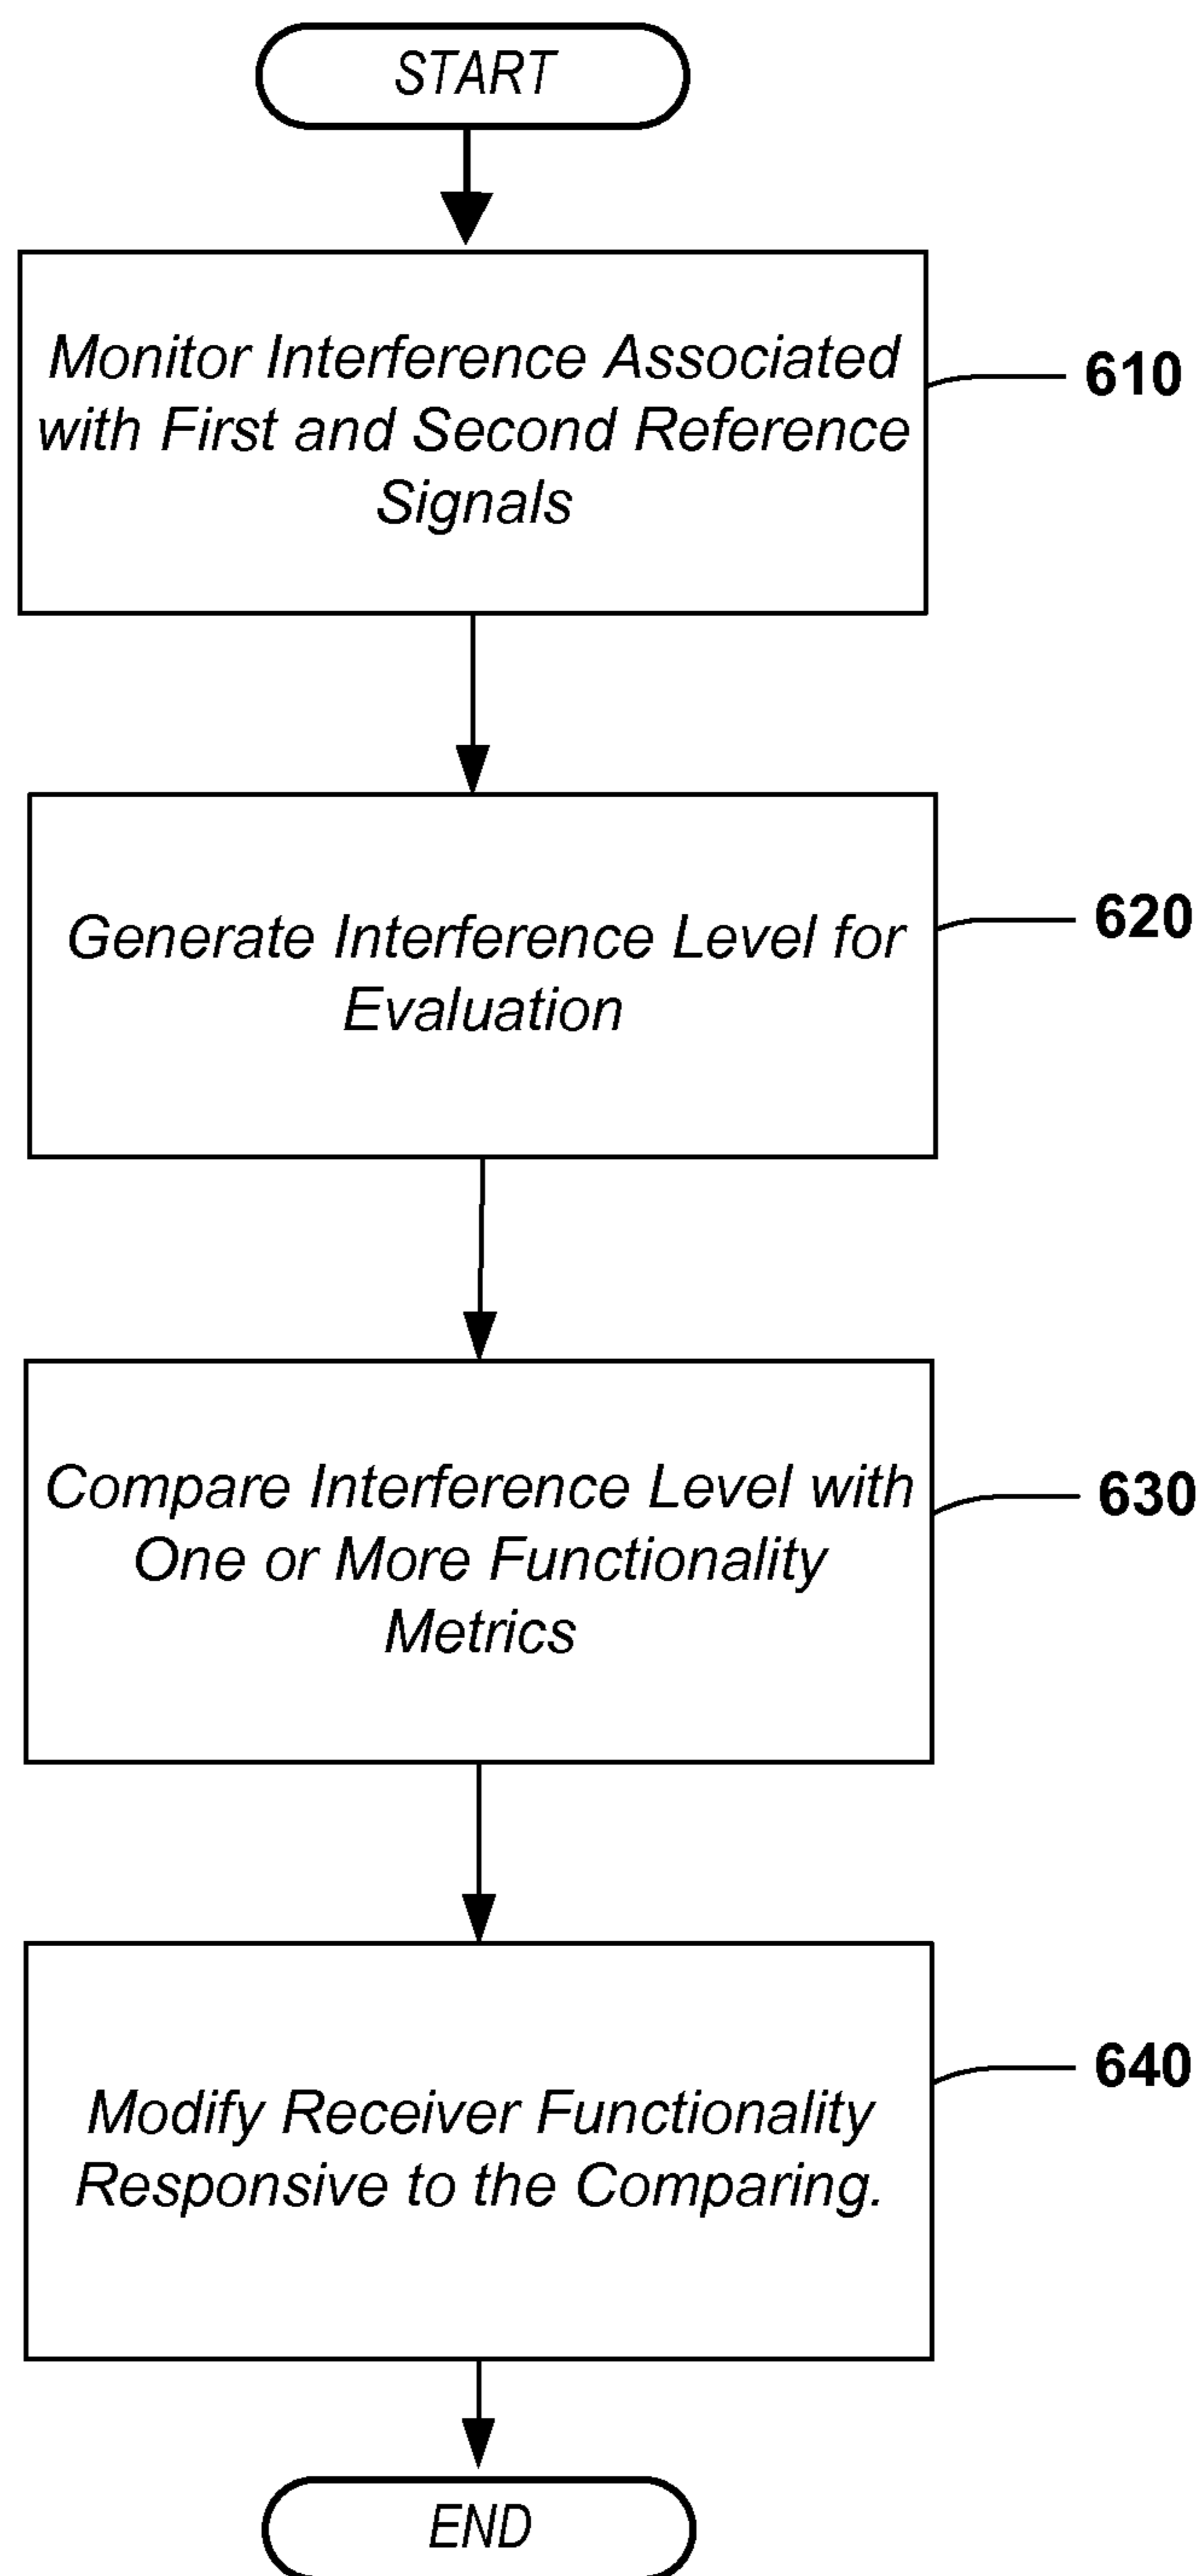 START
Monitor Interference Associated
with First and Second Reference
Signals
610
Generate Interference Level for
Evaluation
620
Compare Interference Level with
One or More Functionality
Metrics
630
Modify Receiver Functionality
Responsive to the Comparing.
640
END